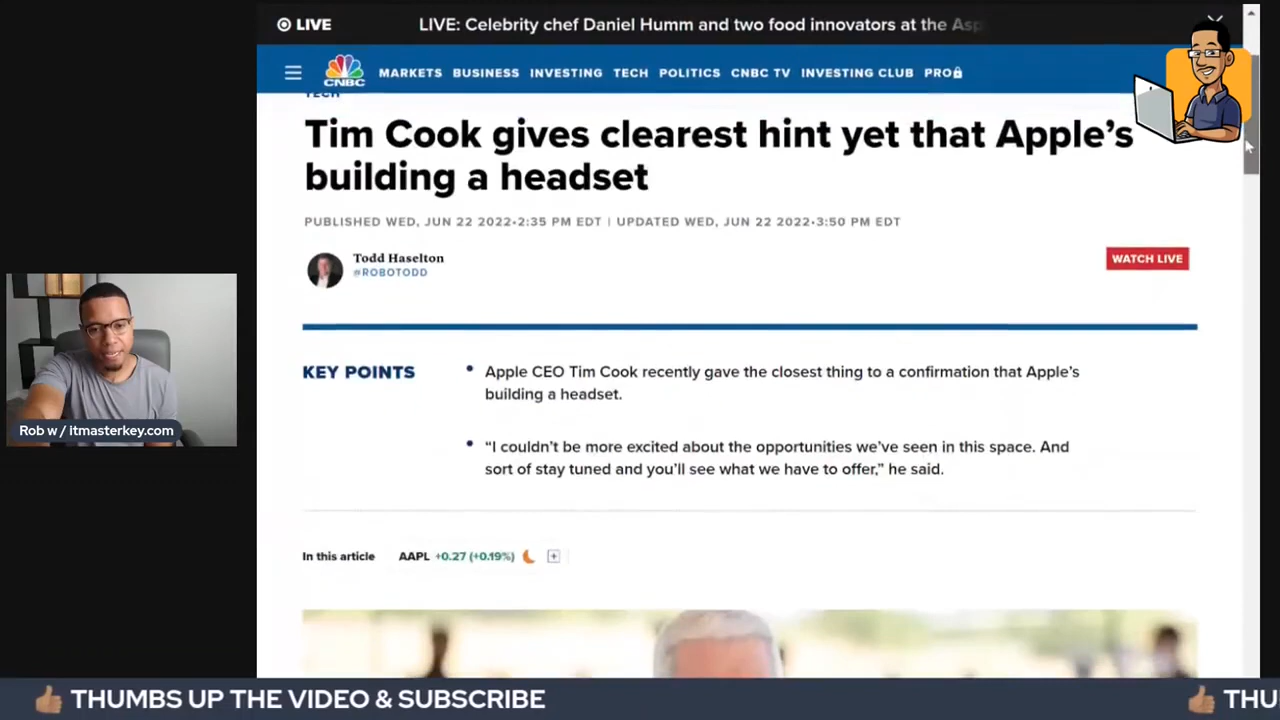 LIVE
LIVE: Celebrity chef Daniel Humm and two food innovators at the Asp
CNBC
MARKETS BUSINESS INVESTING TECH POLITICS CNBC TV INVESTING CLUB PRO
TECH
Tim Cook gives clearest hint yet that Apple’s
building a headset
PUBLISHED WED, JUN 22 2022•2:35 PM EDT | UPDATED WED, JUN 22 2022•3:50 PM EDT
Todd Haselton
@ROBOTODD
WATCH LIVE
KEY POINTS
• Apple CEO Tim Cook recently gave the closest thing to a confirmation that Apple’s
building a headset.
• “I couldn’t be more excited about the opportunities we’ve seen in this space. And
sort of stay tuned and you’ll see what we have to offer,” he said.
Rob w / itmasterkey.com
In this article AAPL +0.27 (+0.19%)
👍 THUMBS UP THE VIDEO & SUBSCRIBE
👍 THU